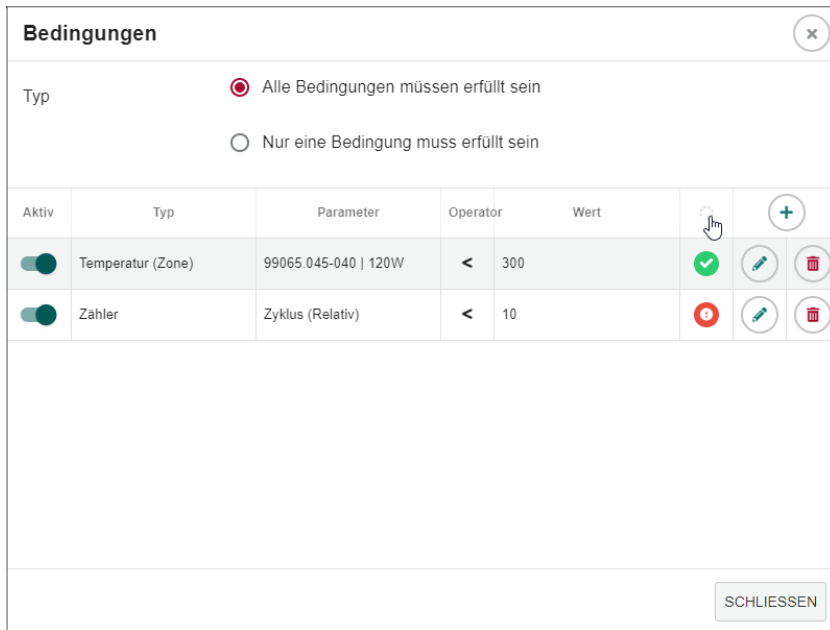 Bedingungen
Typ
Alle Bedingungen müssen erfüllt sein
Nur eine Bedingung muss erfüllt sein
Aktiv Typ Parameter Operator Wert
Temperatur (Zone) 99065.045-040 | 120W < 300
Zähler Zyklus (Relativ) < 10
SCHLIESSEN